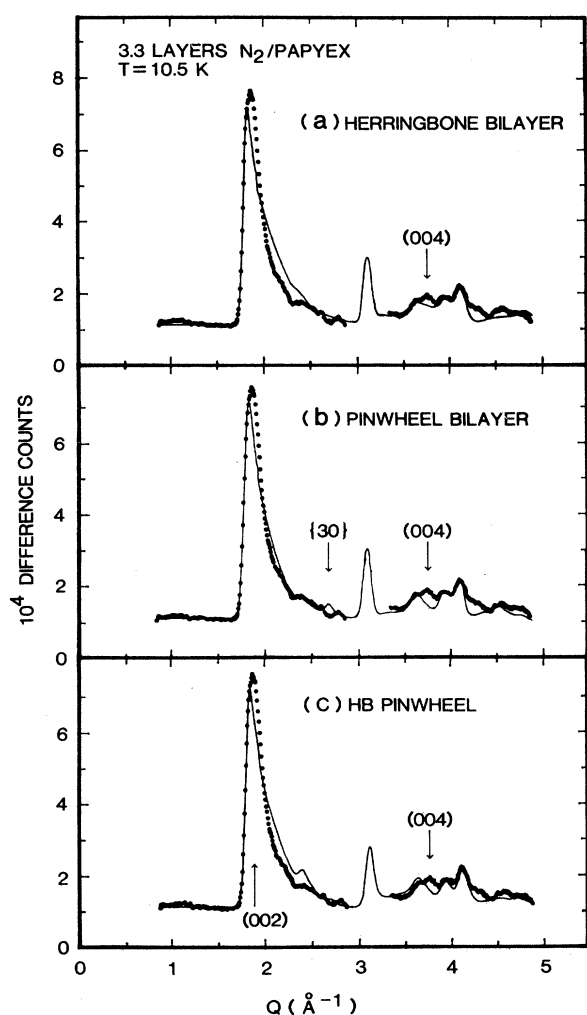 3.3 LAYERS N2/PAPYEX
T=10.5 K
(a) HERRINGBONE BILAYER
(004)
8
6
4
2
0
(b) PINWHEEL BILAYER
{30}
(004)
6
4
2
0
(c) HB PINWHEEL
(004)
(002)
6
4
2
0
0 1 2 3 4 5
Q (Å⁻¹)
10⁴ DIFFERENCE COUNTS